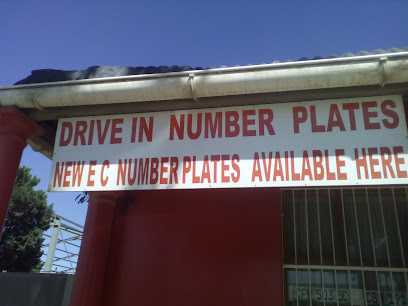 DRIVE IN NUMBER PLATES
NEW E C NUMBER PLATES AVAILABLE HERE